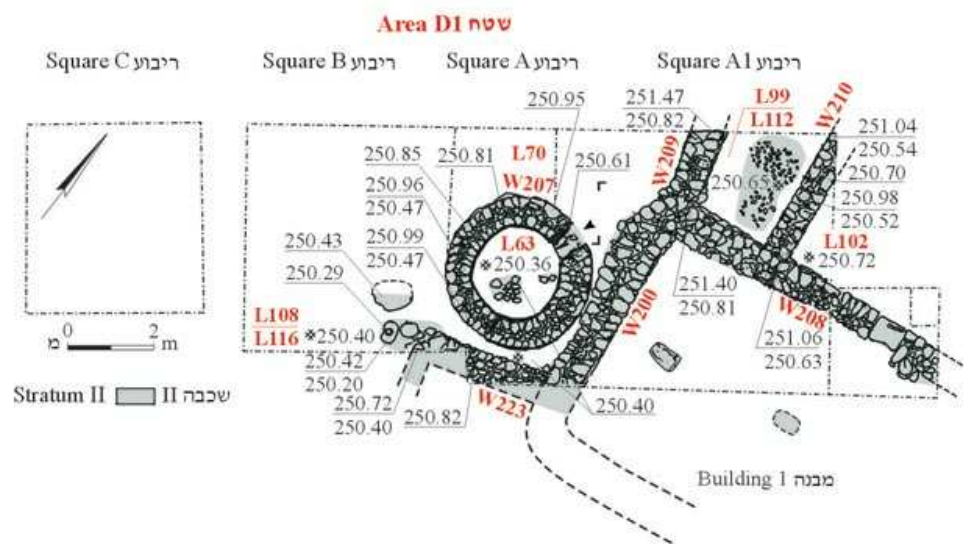 Area D1 שטח
Square C ריבוע
Square B ריבוע
Square A ריבוע
Square A1 ריבוע
250.95
251.47
250.82
L99
L112
W210
251.04
250.54
250.85
250.81
L70
W207
250.61
W209
250.65
250.70
250.96
250.47
250.98
250.52
L63
250.36
L102
250.72
250.43
250.99
250.47
250.29
W200
251.40
250.81
W208
L108
L116
250.40
0 2
מ m
251.06
250.63
250.42
250.20
Stratum II שכבה II
250.72
250.40
250.82
W223
250.40
Building 1 מבנה